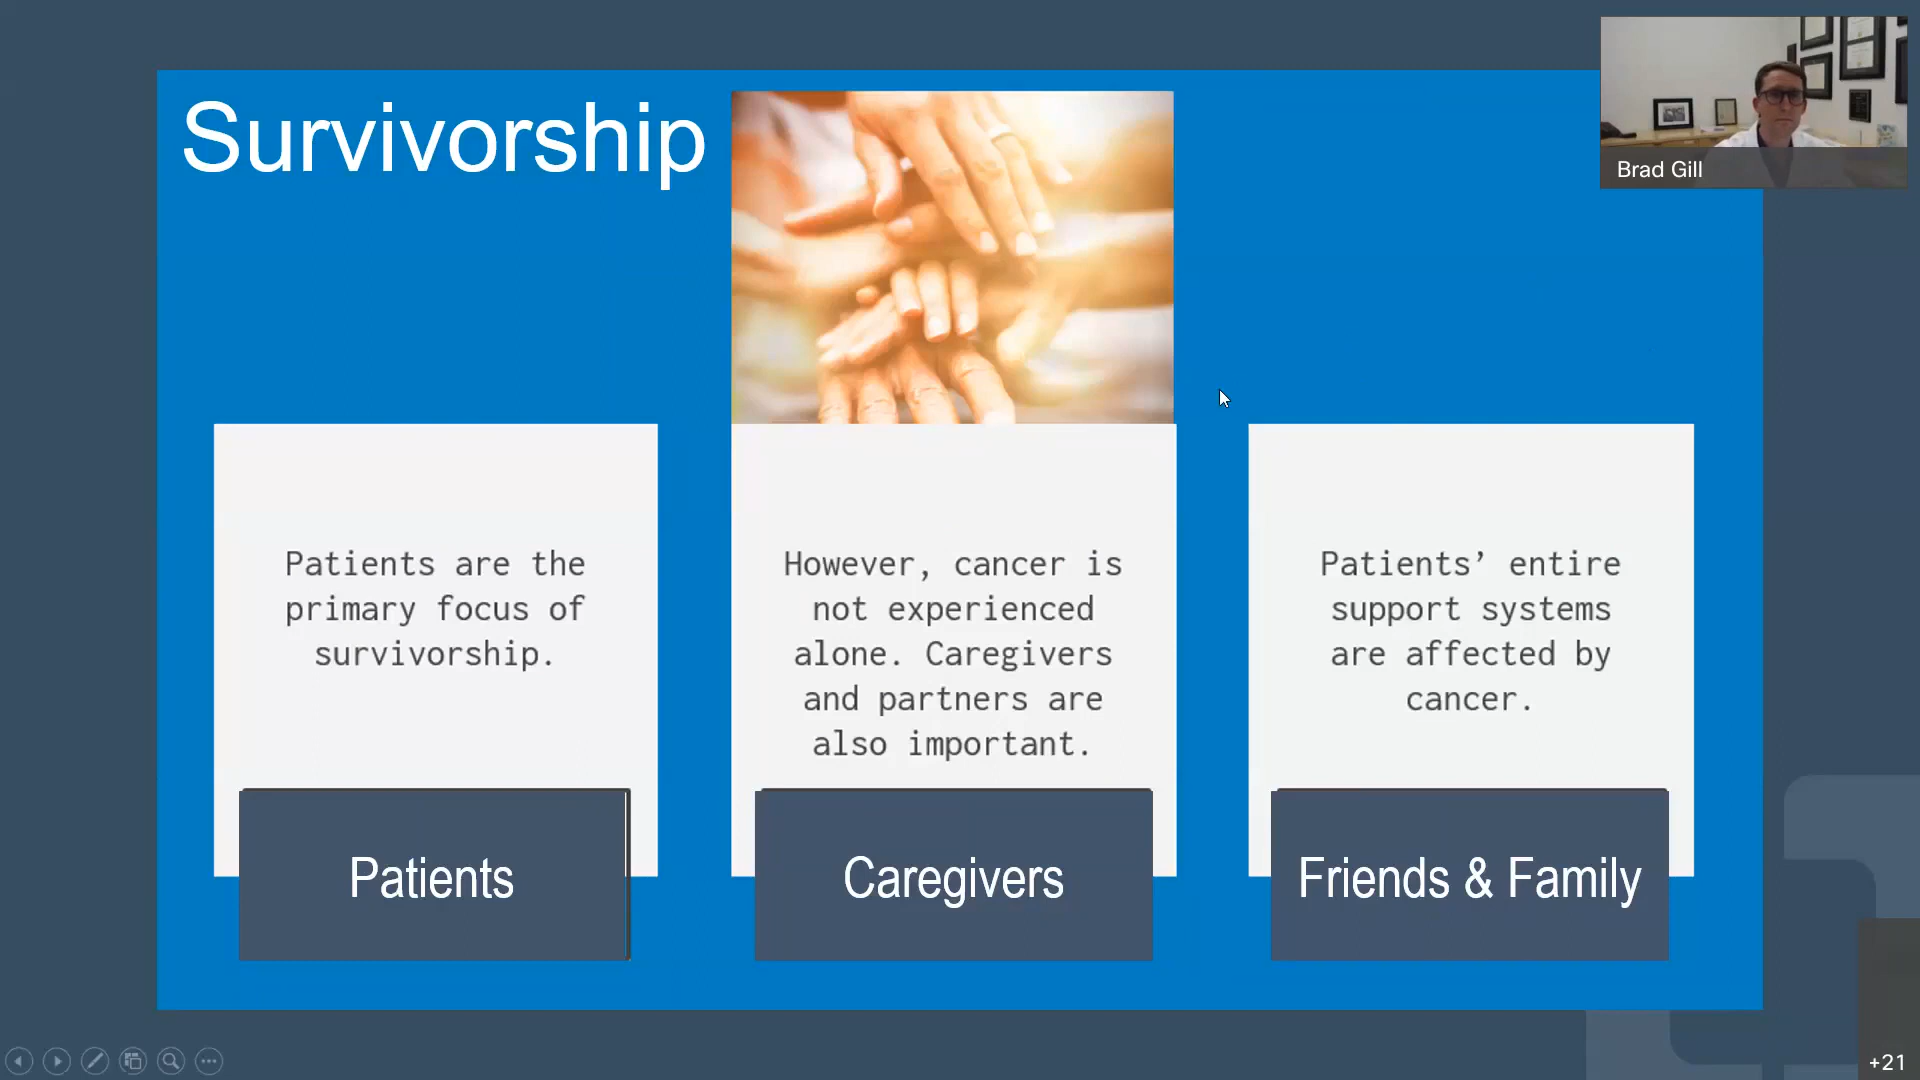 Survivorship
Brad Gill
Patients are the
primary focus of
survivorship.
Patients
However, cancer is
not experienced
alone. Caregivers
and partners are
also important.
Caregivers
Patients’ entire
support systems
are affected by
cancer.
Friends & Family
+21